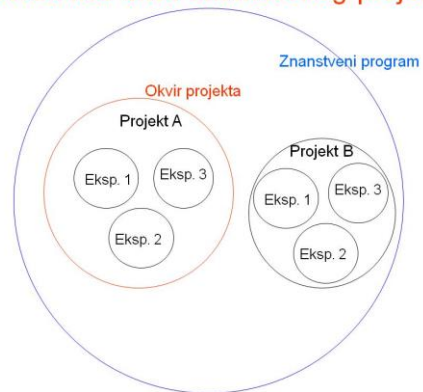 Znanstveni program
Okvir projekta
Projekt A
Projekt B
Eksp. 1
Eksp. 3
Eksp. 2
Eksp. 1
Eksp. 3
Eksp. 2